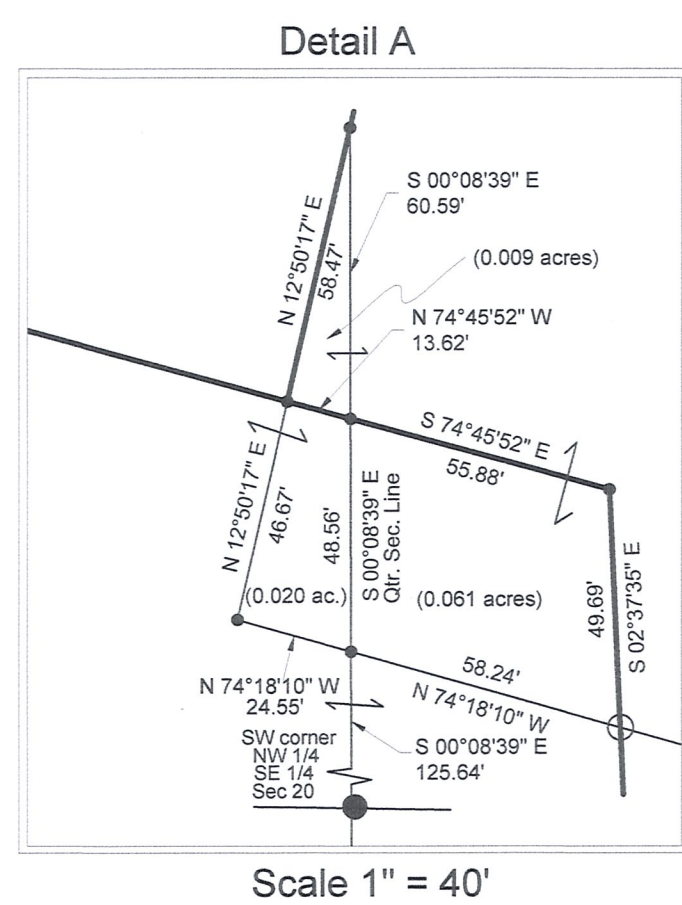 Detail A
S 00°08'39" E
60.59'
N 12°50'17" E
58.47'
(0.009 acres)
N 74°45'52" W
13.62'
S 74°45'52" E
55.88'
N 12°50'17" E
46.67'
48.56'
S 00°08'39" E
Qtr. Sec. Line
(0.020 ac.)
(0.061 acres)
49.69'
S 02°37'35" E
58.24'
N 74°18'10" W
N 74°18'10" W
24.55'
SW corner
NW 1/4
SE 1/4
Sec 20
S 00°08'39" E
125.64'
Scale 1" = 40'